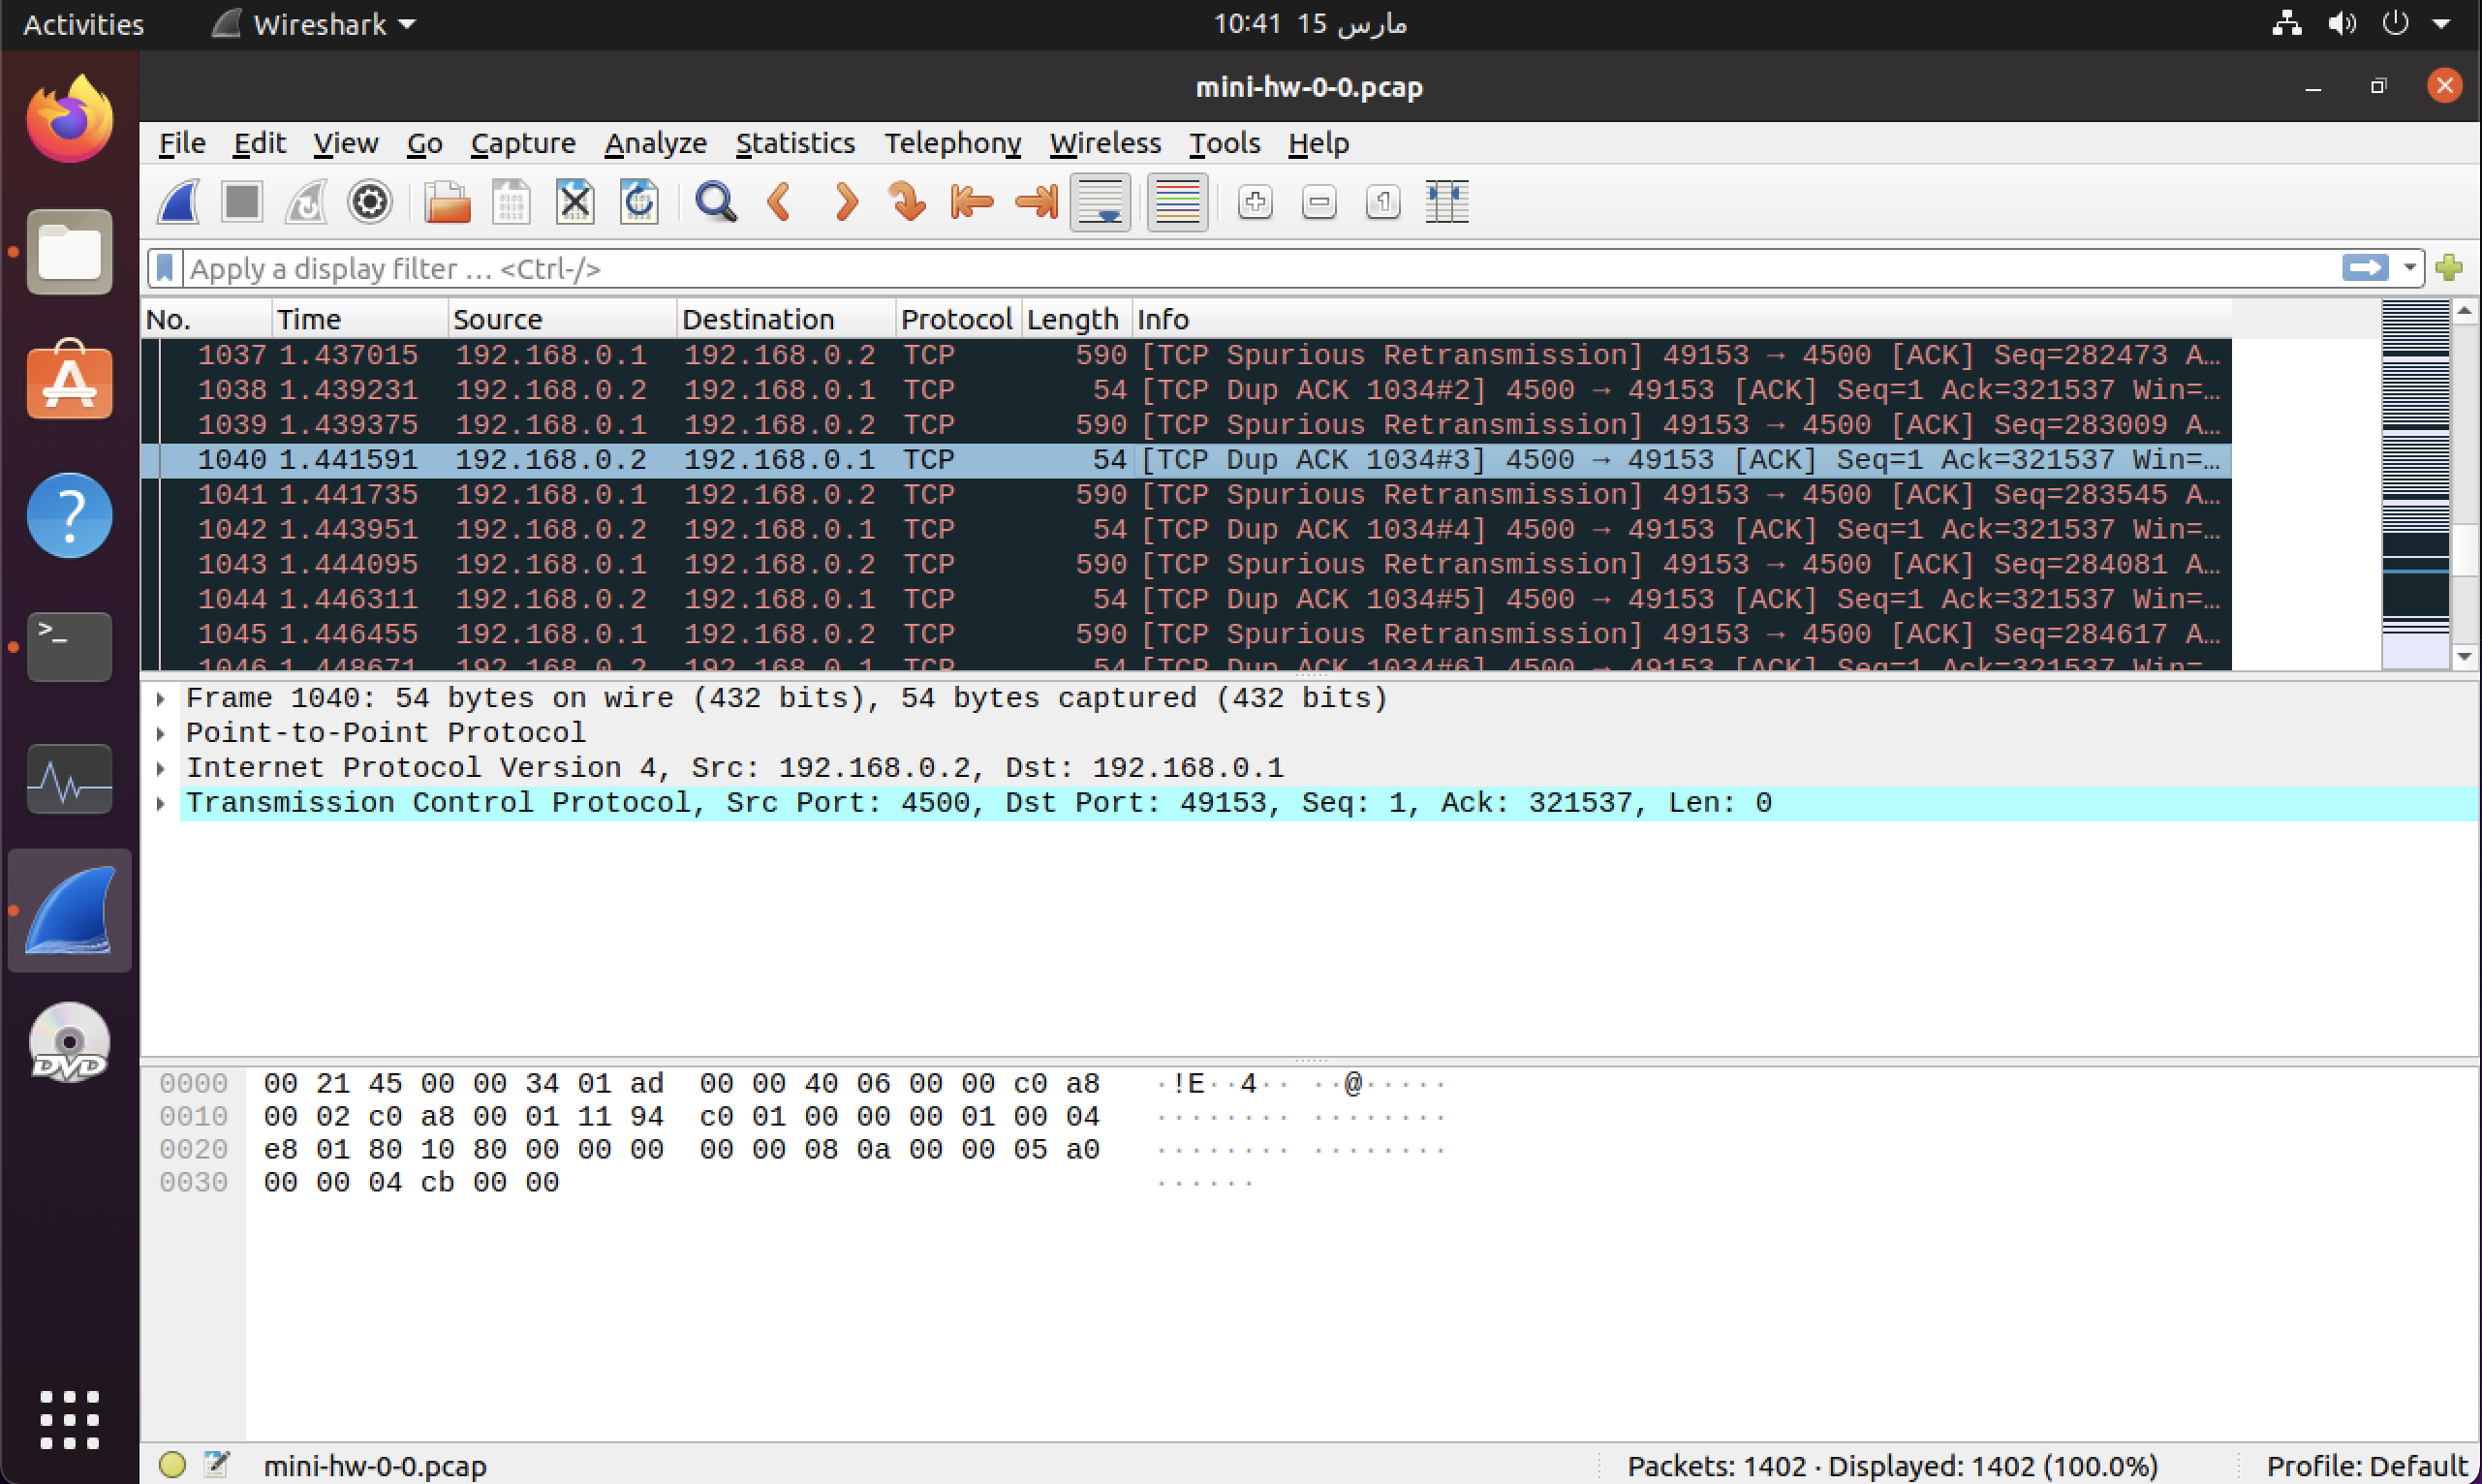 Activities Wireshark 10:41 15 مارس
mini-hw-0-0.pcap
File Edit View Go Capture Analyze Statistics Telephony Wireless Tools Help
Apply a display filter … <Ctrl-/>
No. Time Source Destination Protocol Length Info
1037 1.437015 192.168.0.1 192.168.0.2 TCP 590 [TCP Spurious Retransmission] 49153 → 4500 [ACK] Seq=282473 A…
1038 1.439231 192.168.0.2 192.168.0.1 TCP 54 [TCP Dup ACK 1034#2] 4500 → 49153 [ACK] Seq=1 Ack=321537 Win=…
1039 1.439375 192.168.0.1 192.168.0.2 TCP 590 [TCP Spurious Retransmission] 49153 → 4500 [ACK] Seq=283009 A…
1040 1.441591 192.168.0.2 192.168.0.1 TCP 54 [TCP Dup ACK 1034#3] 4500 → 49153 [ACK] Seq=1 Ack=321537 Win=…
1041 1.441735 192.168.0.1 192.168.0.2 TCP 590 [TCP Spurious Retransmission] 49153 → 4500 [ACK] Seq=283545 A…
1042 1.443951 192.168.0.2 192.168.0.1 TCP 54 [TCP Dup ACK 1034#4] 4500 → 49153 [ACK] Seq=1 Ack=321537 Win=…
1043 1.444095 192.168.0.1 192.168.0.2 TCP 590 [TCP Spurious Retransmission] 49153 → 4500 [ACK] Seq=284081 A…
1044 1.446311 192.168.0.2 192.168.0.1 TCP 54 [TCP Dup ACK 1034#5] 4500 → 49153 [ACK] Seq=1 Ack=321537 Win=…
1045 1.446455 192.168.0.1 192.168.0.2 TCP 590 [TCP Spurious Retransmission] 49153 → 4500 [ACK] Seq=284617 A…
1046 1.448671 192.168.0.2 192.168.0.1 TCP 54 [TCP Dup ACK 1034#6] 4500 → 49153 [ACK] Seq=1 Ack=321537 Win=…
Frame 1040: 54 bytes on wire (432 bits), 54 bytes captured (432 bits)
Point-to-Point Protocol
Internet Protocol Version 4, Src: 192.168.0.2, Dst: 192.168.0.1
Transmission Control Protocol, Src Port: 4500, Dst Port: 49153, Seq: 1, Ack: 321537, Len: 0
0000 00 21 45 00 00 34 01 ad 00 00 40 06 00 00 c0 a8 ·!E··4·· ··@·····
0010 00 02 c0 a8 00 01 11 94 c0 01 00 00 00 01 00 04 ········ ········
0020 e8 01 80 10 80 00 00 00 00 00 08 0a 00 00 05 a0 ········ ········
0030 00 00 04 cb 00 00 ······
DVD
mini-hw-0-0.pcap Packets: 1402 · Displayed: 1402 (100.0%) Profile: Default